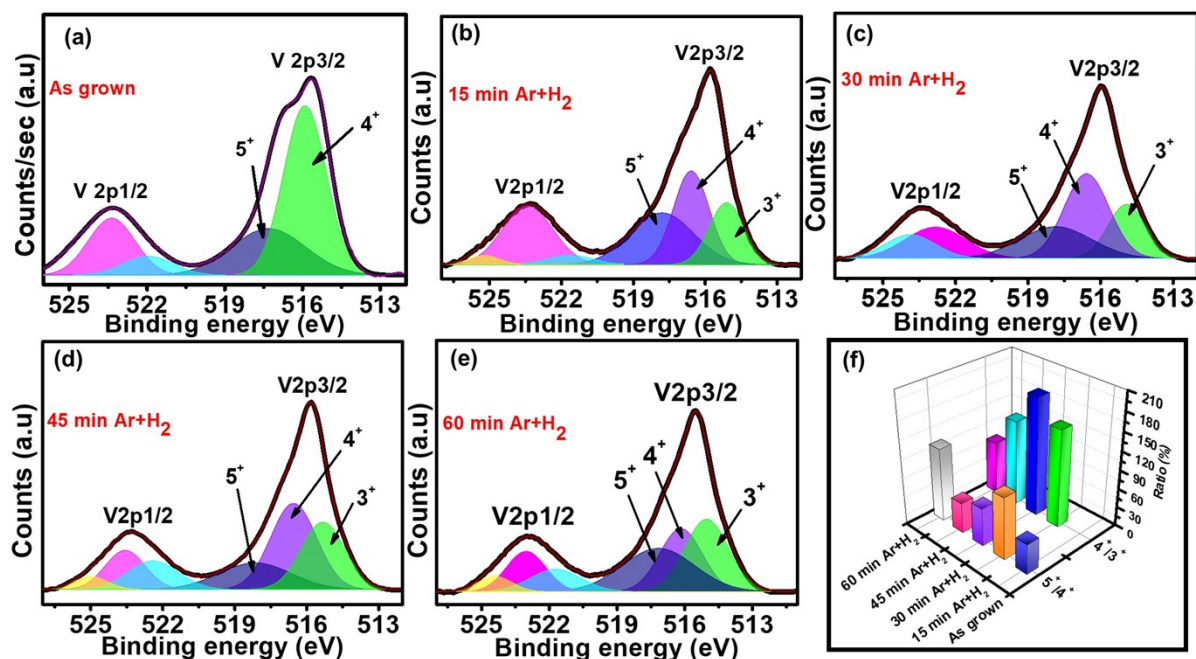 (a)
As grown
V 2p3/2
4+
5+
V 2p1/2
Counts/sec (a.u)
525 522 519 516 513
Binding energy (eV)
(b)
15 min Ar+H2
V2p3/2
4+
5+
3+
V2p1/2
Counts (a.u)
525 522 519 516 513
Binding energy (eV)
(c)
30 min Ar+H2
V2p3/2
4+
3+
5+
V2p1/2
Counts (a.u)
525 522 519 516 513
Binding energy (eV)
(d)
45 min Ar+H2
V2p3/2
4+
5+
3+
V2p1/2
Counts (a.u)
525 522 519 516 513
Binding energy (eV)
(e)
60 min Ar+H2
V2p3/2
4+
5+
3+
V2p1/2
Counts (a.u)
525 522 519 516 513
Binding energy (eV)
(f)
210
180
150
120
90
60
30
0
Ratio (%)
60 min Ar+H2
45 min Ar+H2
30 min Ar+H2
15 min Ar+H2
As grown
4+/3+
5+/4+